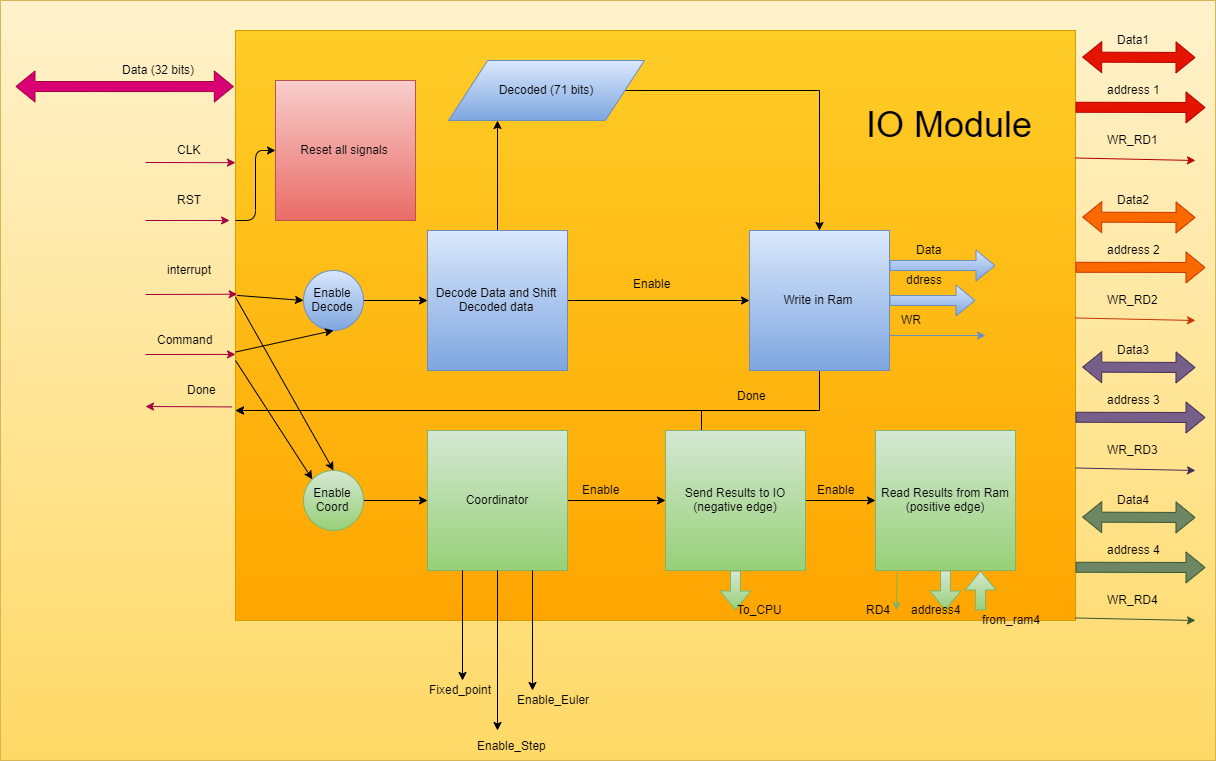 Data (32 bits)
CLK
RST
interrupt
Command
Done
Reset all signals
Decoded (71 bits)
IO Module
Enable
Decode
Decode Data and Shift
Decoded data
Enable
Write in Ram
Data
ddress
WR
Done
Enable
Coord
Coordinator
Enable
Send Results to IO
(negative edge)
Enable
Read Results from Ram
(positive edge)
To_CPU
RD4
address4
from_ram4
Fixed_point
Enable_Euler
Enable_Step
Data1
address 1
WR_RD1
Data2
address 2
WR_RD2
Data3
address 3
WR_RD3
Data4
address 4
WR_RD4